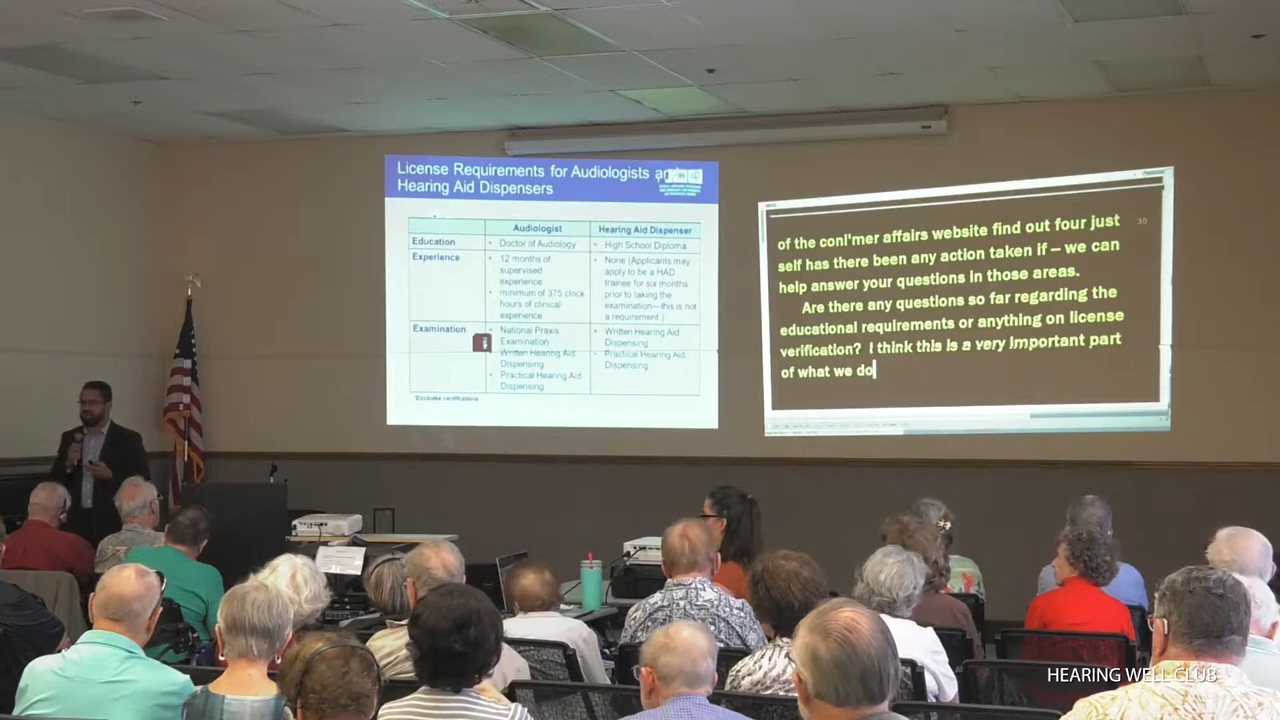 License Requirements for Audiologists and
Hearing Aid Dispensers
Audiologist
Hearing Aid Dispenser
Education
• Doctor of Audiology
• High School Diploma
Experience
• 12 months of
supervised
experience
• minimum of 375 clock
hours of clinical
experience
• None (Applicants may
apply to be a HAD
trainee for six months
prior to taking the
examination—this is not
a requirement.)
Examination
• National Praxis
Examination
• Written Hearing Aid
Dispensing
• Practical Hearing Aid
Dispensing
• Written Hearing Aid
Dispensing
• Practical Hearing Aid
Dispensing
30
of the conl'mer affairs website find out four just
self has there been any action taken if – we can
help answer your questions in those areas.
Are there any questions so far regarding the
educational requirements or anything on license
verification? I think this is a very important part
of what we do
HEARING WELL CLUB